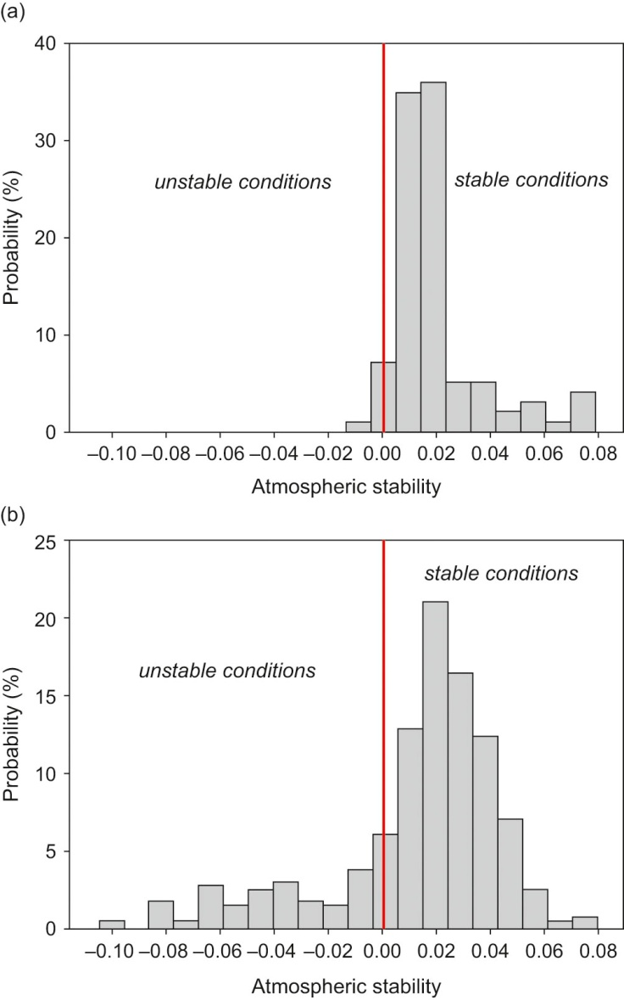 (a)
40
30
20
10
0
Probability (%)
unstable conditions
stable conditions
–0.10 –0.08 –0.06 –0.04 –0.02 0.00 0.02 0.04 0.06 0.08
Atmospheric stability
(b)
25
20
15
10
5
0
Probability (%)
stable conditions
unstable conditions
–0.10 –0.08 –0.06 –0.04 –0.02 0.00 0.02 0.04 0.06 0.08
Atmospheric stability